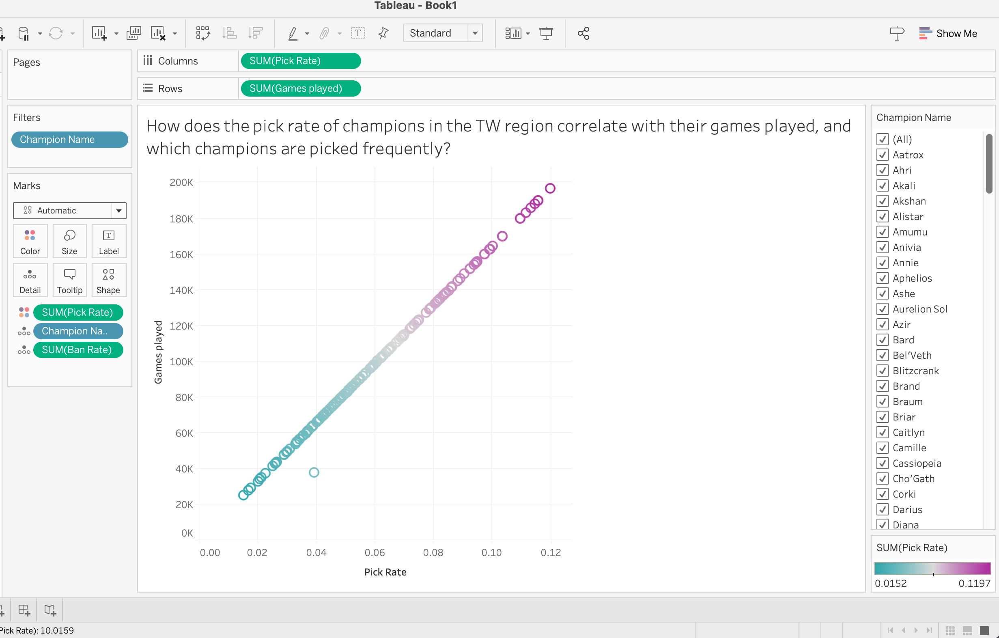 Tableau - Book1
Standard
Show Me
Pages
Columns
SUM(Pick Rate)
Rows
SUM(Games played)
Filters
Champion Name
Marks
Automatic
Color
Size
Label
Detail
Tooltip
Shape
SUM(Pick Rate)
Champion Na..
SUM(Ban Rate)
How does the pick rate of champions in the TW region correlate with their games played, and
which champions are picked frequently?
200K
180K
160K
140K
120K
100K
80K
60K
40K
20K
0K
Games played
0.00
0.02
0.04
0.06
0.08
0.10
0.12
Pick Rate
Champion Name
(All)
Aatrox
Ahri
Akali
Akshan
Alistar
Amumu
Anivia
Annie
Aphelios
Ashe
Aurelion Sol
Azir
Bard
Bel'Veth
Blitzcrank
Brand
Braum
Briar
Caitlyn
Camille
Cassiopeia
Cho'Gath
Corki
Darius
Diana
SUM(Pick Rate)
0.0152
0.1197
Pick Rate): 10.0159